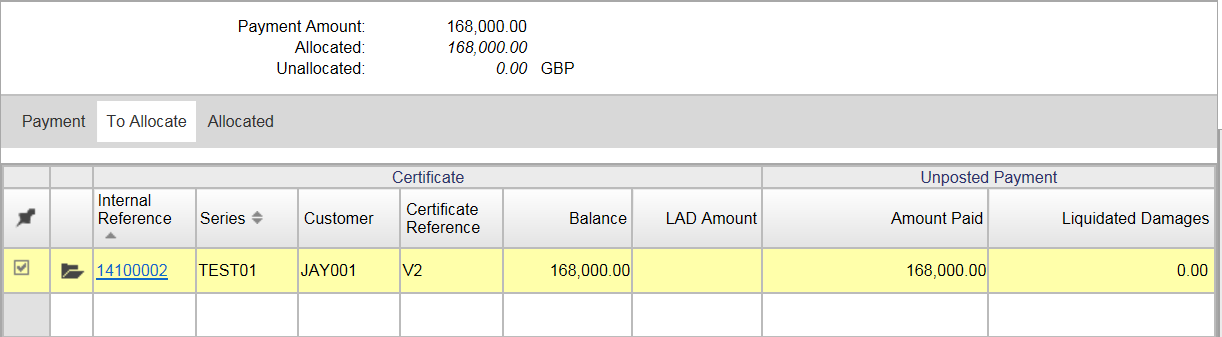 Payment Amount: 168,000.00
Allocated: 168,000.00
Unallocated: 0.00 GBP
Payment To Allocate Allocated
Certificate Unposted Payment
Internal Reference Series Customer Certificate Reference Balance LAD Amount Amount Paid Liquidated Damages
14100002 TEST01 JAY001 V2 168,000.00 168,000.00 0.00